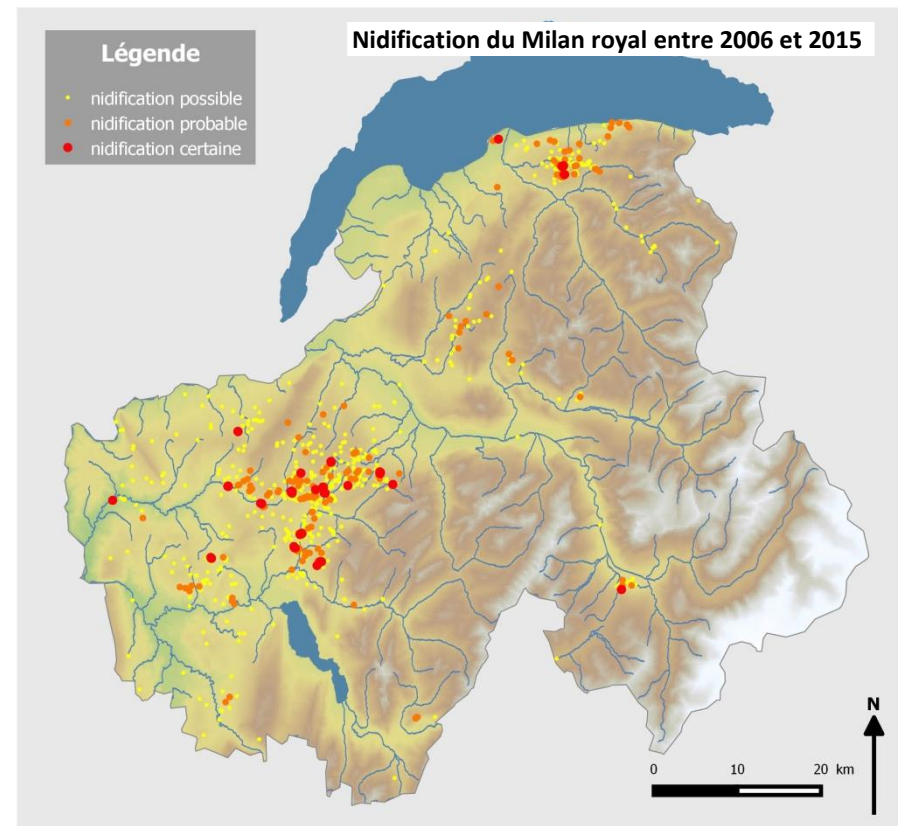 Nidification du Milan royal entre 2006 et 2015
Légende
nidification possible
nidification probable
nidification certaine
N
0 10 20 km